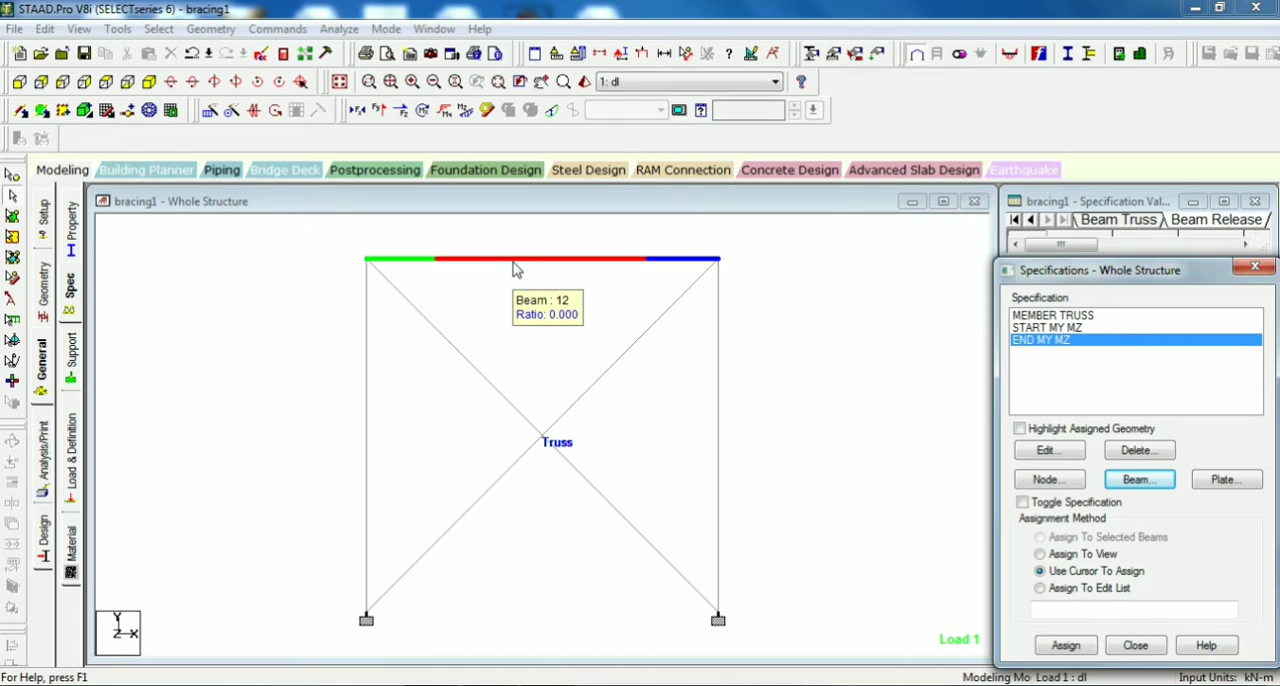 STAAD.Pro V8i (SELECTseries 6) - bracing1
File Edit View Tools Select Geometry Commands Analyze Mode Window Help
1: dl
Modeling Building Planner Piping Bridge Deck Postprocessing Foundation Design Steel Design RAM Connection Concrete Design Advanced Slab Design Earthquake
Setup
Geometry
General
Analysis/Print
Design
Property
Spec
Support
Load & Definition
Material
bracing1 - Whole Structure
Beam : 12
Ratio: 0.000
Truss
Y
Z X
Load 1
bracing1 - Specification Val...
Beam Truss Beam Release
Specifications - Whole Structure
Specification
MEMBER TRUSS
START MY MZ
END MY MZ
Highlight Assigned Geometry
Edit... Delete...
Node... Beam... Plate...
Toggle Specification
Assignment Method
Assign To Selected Beams
Assign To View
Use Cursor To Assign
Assign To Edit List
Assign Close Help
For Help, press F1
Modeling Mo Load 1 : dl Input Units: kN-m